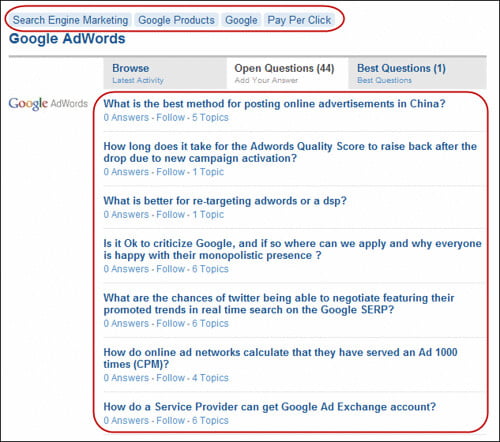 Search Engine Marketing Google Products Google Pay Per Click
Google AdWords
Browse Open Questions (44) Best Questions (1)
Latest Activity Add Your Answer Best Questions
Google AdWords
What is the best method for posting online advertisements in China?
0 Answers - Follow - 5 Topics
How long does it take for the Adwords Quality Score to raise back after the
drop due to new campaign activation?
0 Answers - Follow - 1 Topic
What is better for re-targeting adwords or a dsp?
0 Answers - Follow - 1 Topic
Is it Ok to criticize Google, and if so where can we apply and why everyone
is happy with their monopolistic presence ?
0 Answers - Follow - 6 Topics
What are the chances of twitter being able to negotiate featuring their
promoted trends in real time search on the Google SERP?
0 Answers - Follow - 6 Topics
How do online ad networks calculate that they have served an Ad 1000
times (CPM)?
0 Answers - Follow - 4 Topics
How do a Service Provider can get Google Ad Exchange account?
0 Answers - Follow - 6 Topics